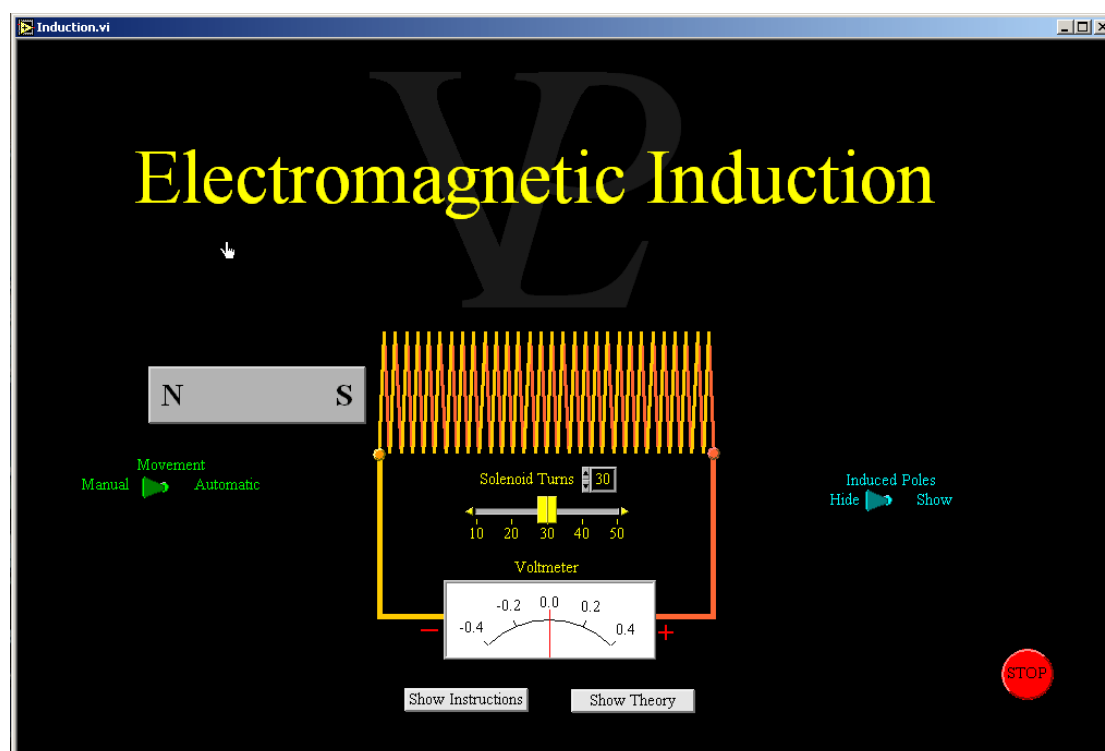 Induction.vi
VPL
Electromagnetic Induction
N S
Movement
Manual Automatic
Solenoid Turns 30
10 20 30 40 50
Induced Poles
Hide Show
Voltmeter
-0.4 -0.2 0.0 0.2 0.4
− +
STOP
Show Instructions Show Theory